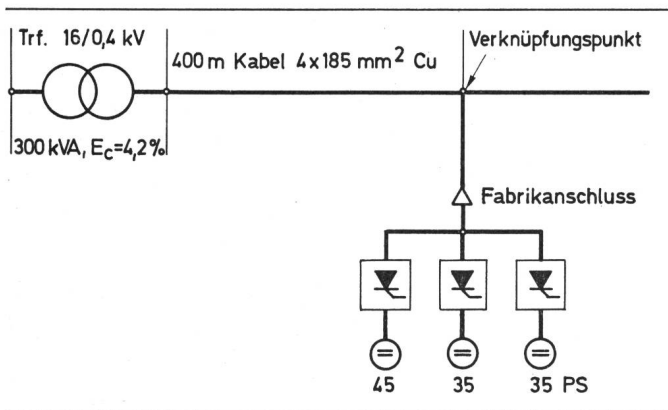 Trf. 16/0,4 kV
400 m Kabel 4x185 mm² Cu
Verknüpfungspunkt
300 kVA, Ec=4,2%
Fabrikanschluss
45 35 35 PS